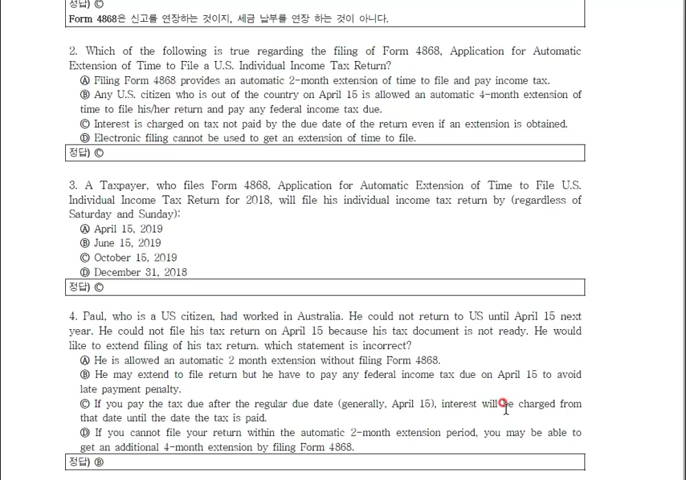 정답) Ⓒ
Form 4868은 신고를 연장하는 것이지, 세금 납부를 연장 하는 것이 아니다.
2. Which of the following is true regarding the filing of Form 4868, Application for Automatic
Extension of Time to File a U.S. Individual Income Tax Return?
Ⓐ Filing Form 4868 provides an automatic 2-month extension of time to file and pay income tax.
Ⓑ Any U.S. citizen who is out of the country on April 15 is allowed an automatic 4-month extension of
time to file his/her return and pay any federal income tax due.
Ⓒ Interest is charged on tax not paid by the due date of the return even if an extension is obtained.
Ⓓ Electronic filing cannot be used to get an extension of time to file.
정답) Ⓒ
3. A Taxpayer, who files Form 4868, Application for Automatic Extension of Time to File U.S.
Individual Income Tax Return for 2018, will file his individual income tax return by (regardless of
Saturday and Sunday):
Ⓐ April 15, 2019
Ⓑ June 15, 2019
Ⓒ October 15, 2019
Ⓓ December 31, 2018
정답) Ⓒ
4. Paul, who is a US citizen, had worked in Australia. He could not return to US until April 15 next
year. He could not file his tax return on April 15 because his tax document is not ready. He would
like to extend filing of his tax return. which statement is incorrect?
Ⓐ He is allowed an automatic 2 month extension without filing Form 4868.
Ⓑ He may extend to file return but he have to pay any federal income tax due on April 15 to avoid
late payment penalty.
Ⓒ If you pay the tax due after the regular due date (generally, April 15), interest will be charged from
that date until the date the tax is paid.
Ⓓ If you cannot file your return within the automatic 2-month extension period, you may be able to
get an additional 4-month extension by filing Form 4868.
정답) Ⓑ